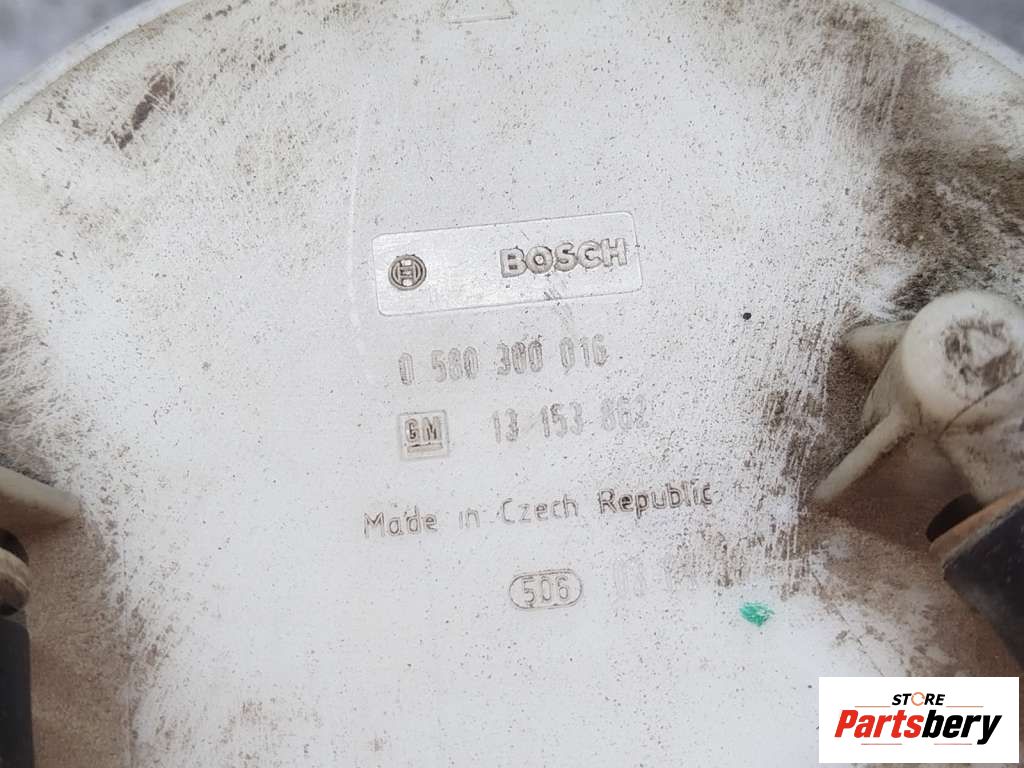 BOSCH
0 580 300 016
GM 13 153 862
Made in Czech Republic
506
STORE
Partsbery